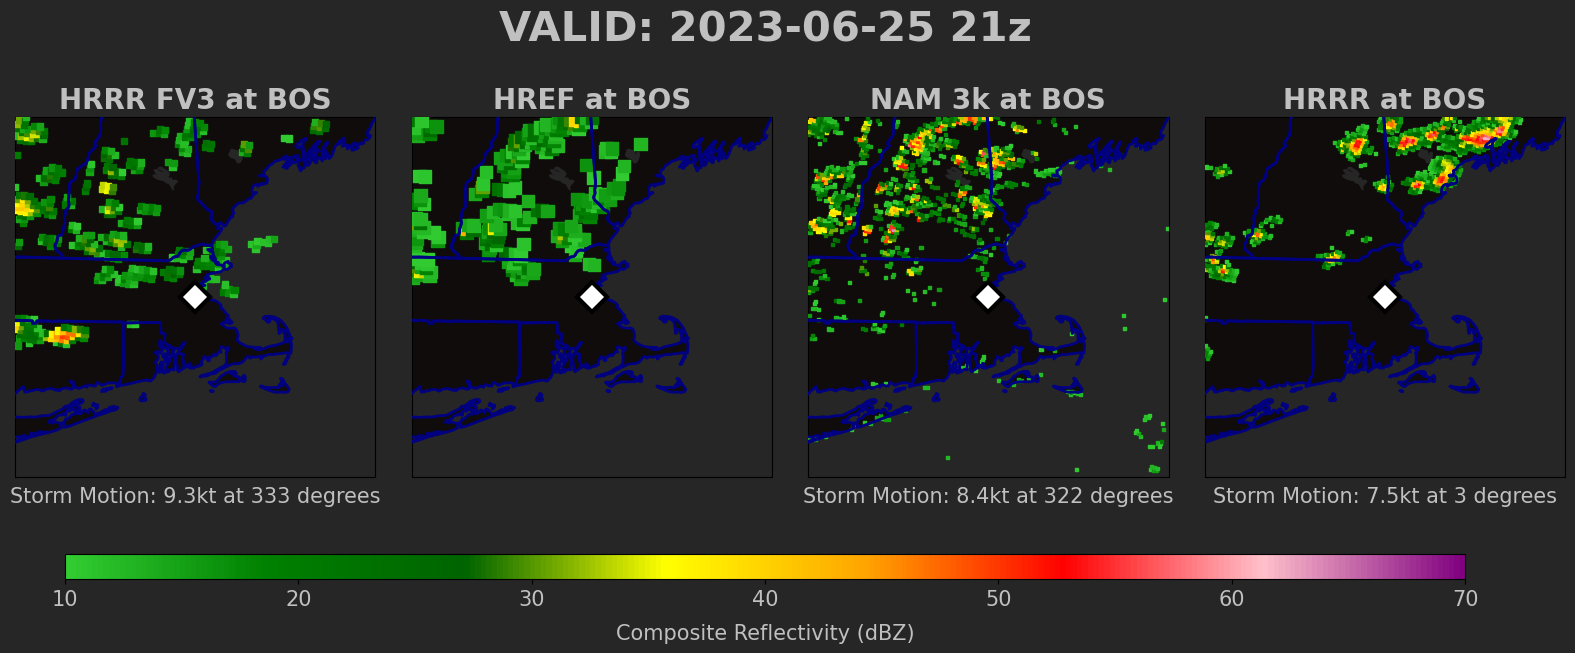 VALID: 2023-06-25 21z
HRRR FV3 at BOS
HREF at BOS
NAM 3k at BOS
HRRR at BOS
Storm Motion: 9.3kt at 333 degrees
Storm Motion: 8.4kt at 322 degrees
Storm Motion: 7.5kt at 3 degrees
10 20 30 40 50 60 70
Composite Reflectivity (dBZ)